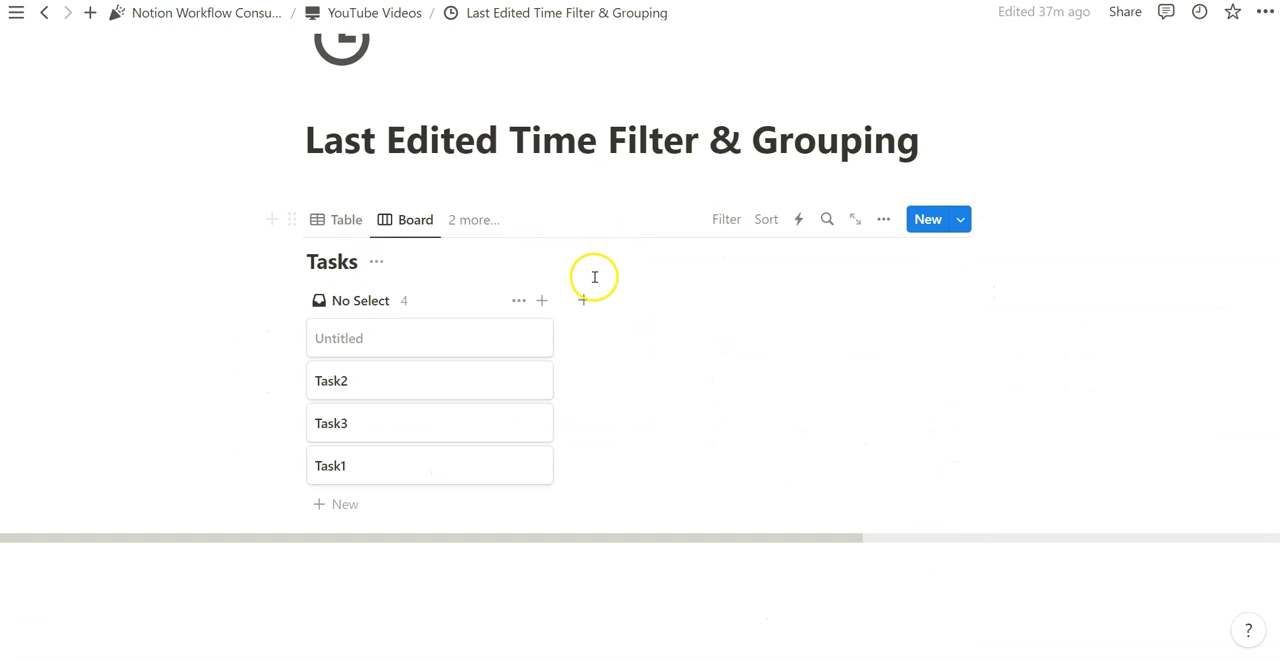 Notion Workflow Consu... / YouTube Videos / Last Edited Time Filter & Grouping Edited 37m ago Share
Last Edited Time Filter & Grouping
Table Board 2 more... Filter Sort New
Tasks
No Select 4
Untitled
Task2
Task3
Task1
+ New
?